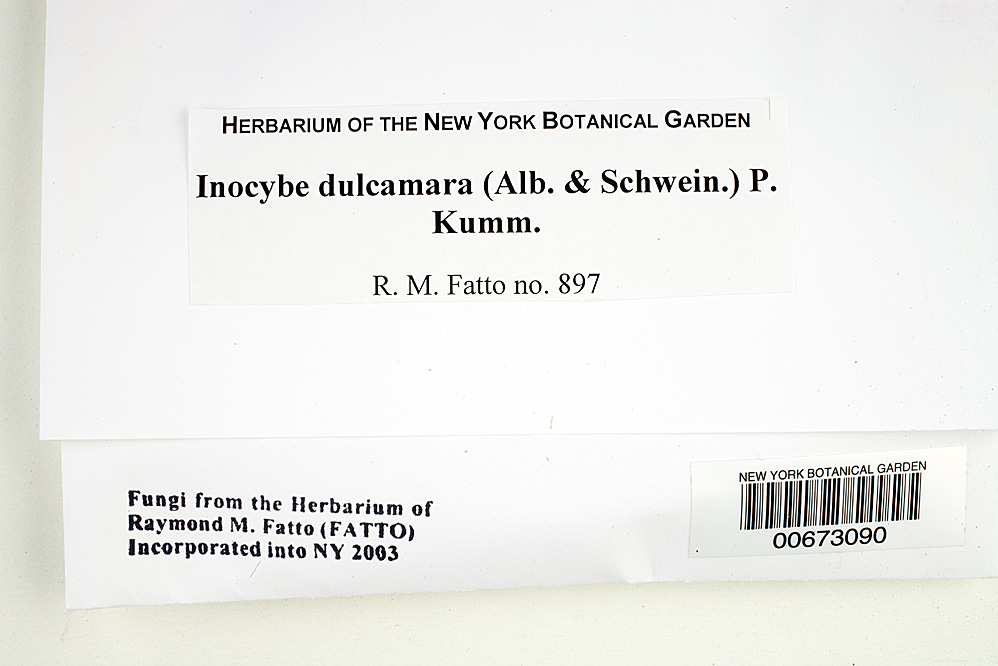 HERBARIUM OF THE NEW YORK BOTANICAL GARDEN
Inocybe dulcamara (Alb. & Schwein.) P.
Kumm.
R. M. Fatto no. 897
Fungi from the Herbarium of
Raymond M. Fatto (FATTO)
Incorporated into NY 2003
NEW YORK BOTANICAL GARDEN
00673090